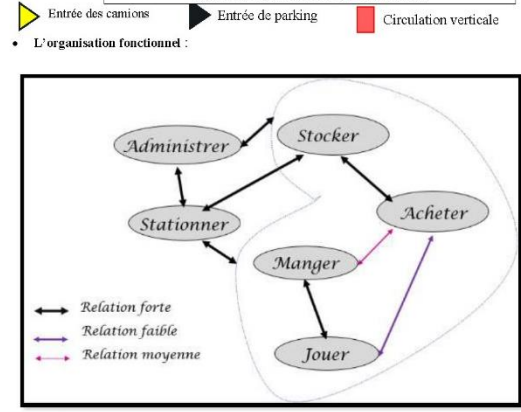 Entrée des camions
Entrée de parking
Circulation verticale
• L'organisation fonctionnel :
Administrer
Stocker
Stationner
Acheter
Manger
Jouer
Relation forte
Relation faible
Relation moyenne